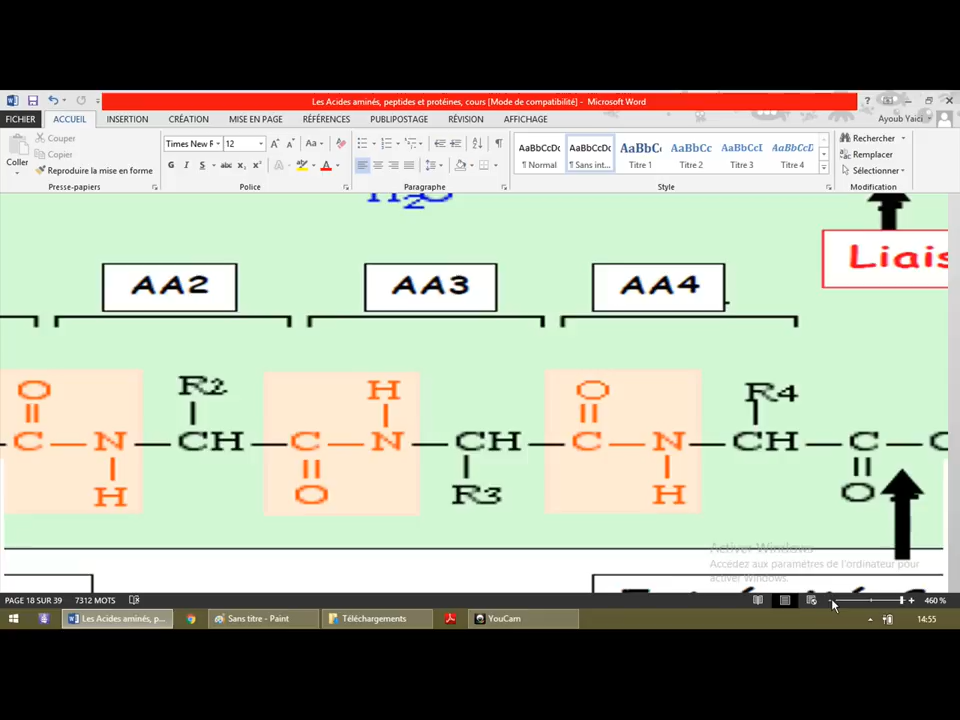 Les Acides aminés, peptides et protéines, cours [Mode de compatibilité] - Microsoft Word
FICHIER ACCUEIL INSERTION CRÉATION MISE EN PAGE RÉFÉRENCES PUBLIPOSTAGE RÉVISION AFFICHAGE Ayoub Yaici
Coller
Couper
Copier
Reproduire la mise en forme
Presse-papiers
Times New R 12
G I S abc x₂ x²
Police
Paragraphe
AaBbCcDc AaBbCcDc AaBbC AaBbCc AaBbCcI AaBbCcD
¶ Normal ¶ Sans int... Titre 1 Titre 2 Titre 3 Titre 4
Style
Rechercher
Remplacer
Sélectionner
Modification
H2O
Liais
AA2 AA3 AA4
O R2 H O R4
C N CH C N CH C N CH C
H O R3 H O
Activer Windows
Accédez aux paramètres de l'ordinateur pour
activer Windows.
PAGE 18 SUR 39 7312 MOTS 460 %
Les Acides aminés, p... Sans titre - Paint Téléchargements YouCam 14:55